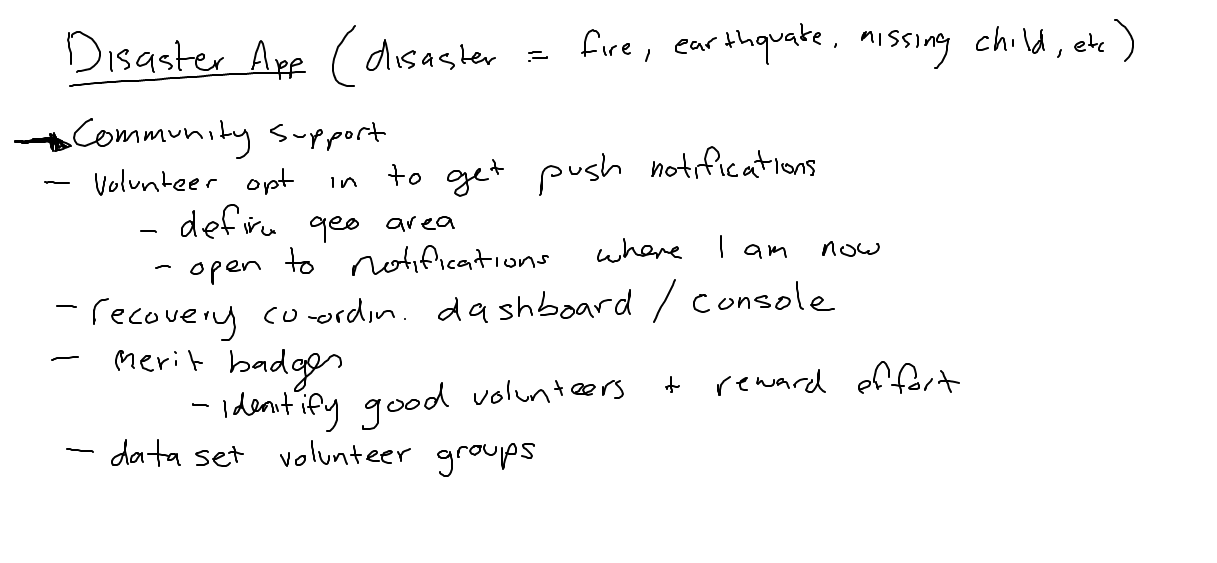 Disaster App (disaster = fire, earthquake, missing child, etc)
→ Community support
- Volunteer opt in to get push notifications
- define geo area
- open to notifications where I am now
- recovery co-ordin. dashboard / console
- Merit badges
- identify good volunteers + reward effort
- data set volunteer groups